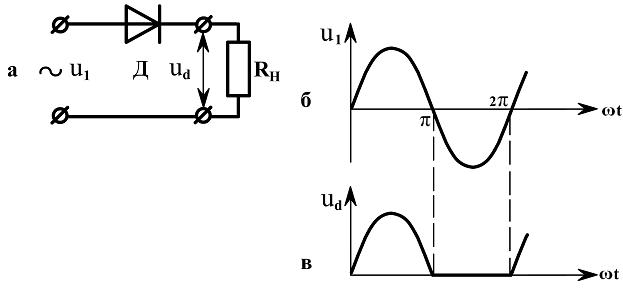 а ~ u1 Д ud RН
б u1 π 2π ωt
в ud ωt